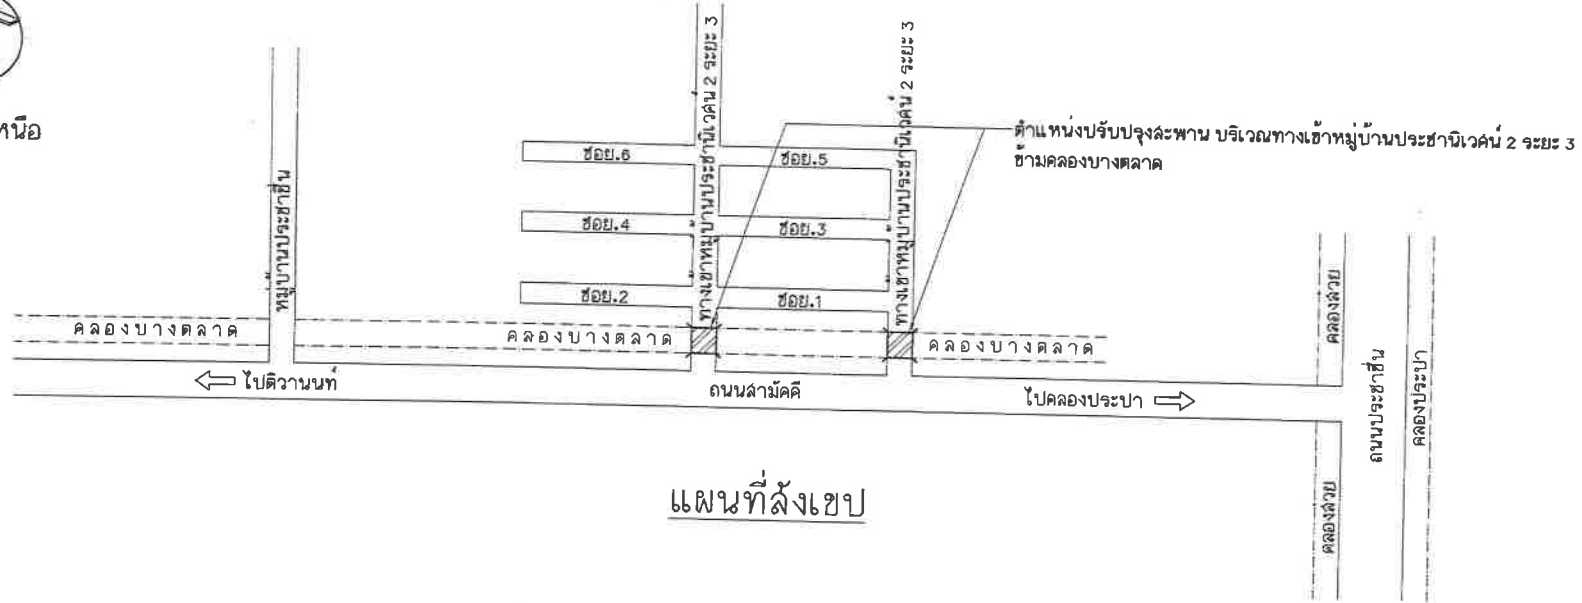 ทางเข้าหมู่บ้านประชานิเวศน์ 2 ระยะ 3
ทางเข้าหมู่บ้านประชานิเวศน์ 2 ระยะ 3
ตำแหน่งปรับปรุงสะพาน บริเวณทางเข้าหมู่บ้านประชานิเวศน์ 2 ระยะ 3
ข้ามคลองบางตลาด
ซอย.6
ซอย.5
ซอย.4
ซอย.3
ซอย.2
ซอย.1
หมู่บ้านประชาชื่น
คลองบางตลาด
คลองบางตลาด
คลองบางตลาด
ไปติวานนท์
ถนนสามัคคี
ไปคลองประปา
คลองส่วย
คลองส่วย
ถนนประชาชื่น
คลองประปา
แผนที่สังเขป